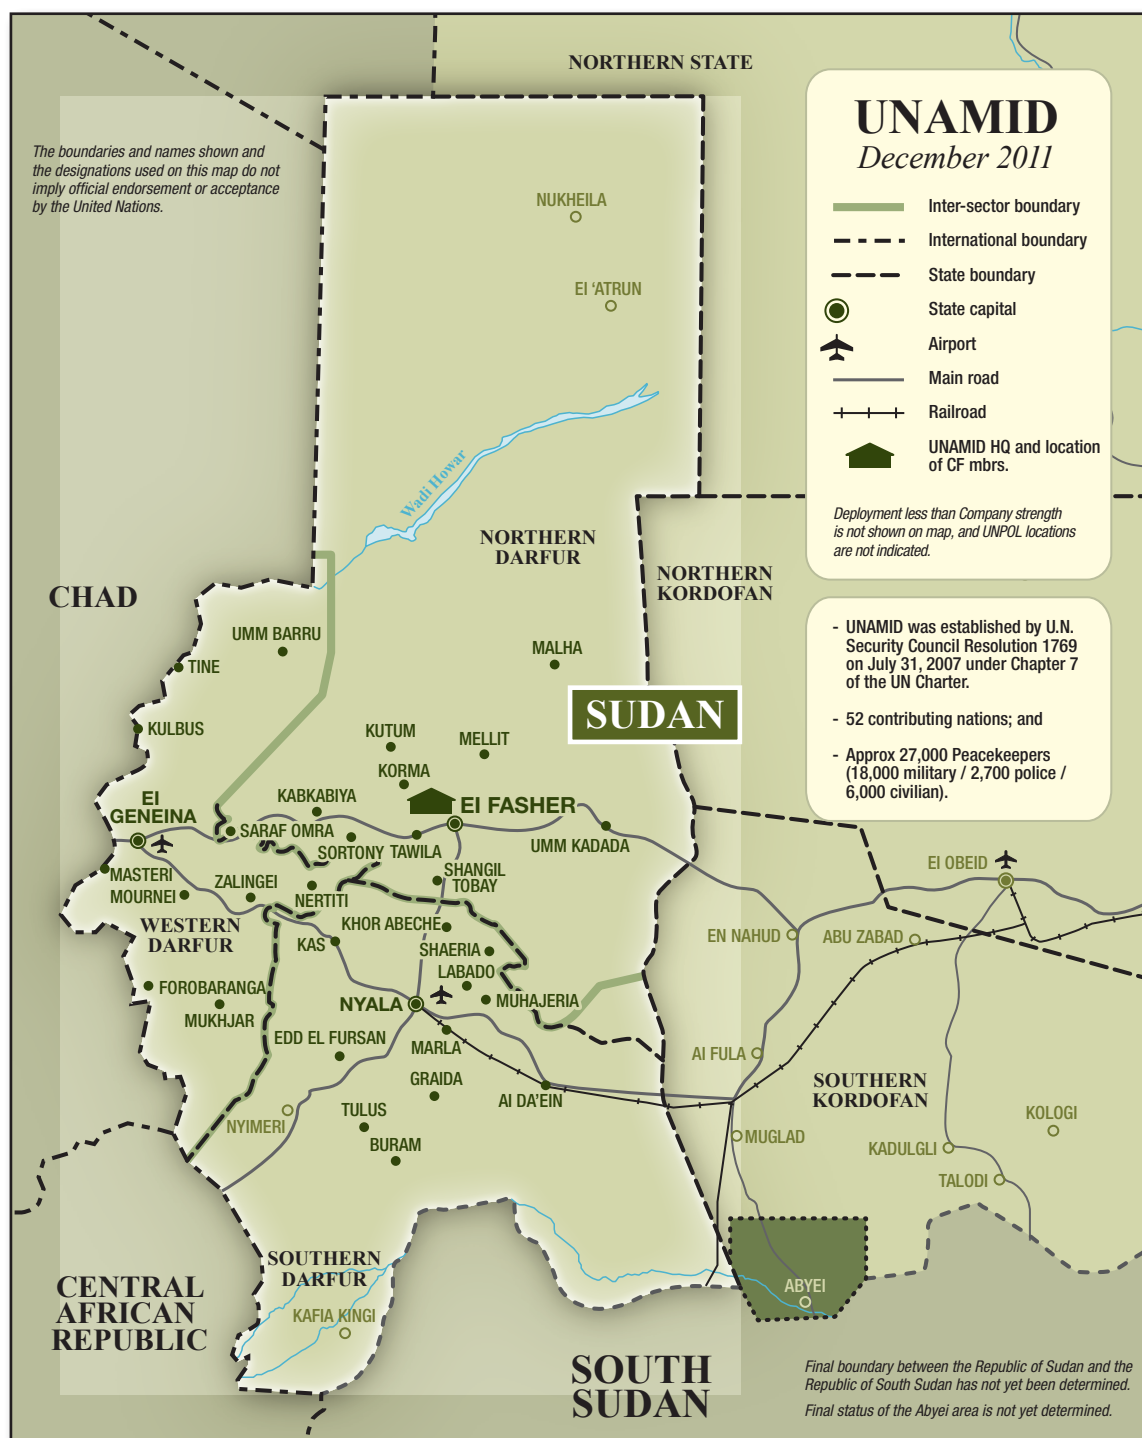 NORTHERN STATE
The boundaries and names shown and
the designations used on this map do not
imply official endorsement or acceptance
by the United Nations.
UNAMID
December 2011
Inter-sector boundary
International boundary
State boundary
State capital
Airport
Main road
Railroad
UNAMID HQ and location
of CF mbrs.
Deployment less than Company strength
is not shown on map, and UNPOL locations
are not indicated.
- UNAMID was established by U.N.
Security Council Resolution 1769
on July 31, 2007 under Chapter 7
of the UN Charter.
- 52 contributing nations; and
- Approx 27,000 Peacekeepers
(18,000 military / 2,700 police /
6,000 civilian).
NUKHEILA
El ‘ATRUN
Wadi Howar
NORTHERN
DARFUR
NORTHERN
KORDOFAN
CHAD
UMM BARRU
TINE
MALHA
SUDAN
KULBUS
KUTUM
MELLIT
KORMA
El
GENEINA
KABKABIYA
El FASHER
SARAF OMRA
SORTONY
TAWILA
UMM KADADA
El OBEID
MASTERI
MOURNEI
ZALINGEI
NERTITI
SHANGIL
TOBAY
WESTERN
DARFUR
KHOR ABECHE
KAS
SHAERIA
EN NAHUD
ABU ZABAD
LABADO
FOROBARANGA
MUKHJAR
NYALA
MUHAJERIA
EDD EL FURSAN
MARLA
Al FULA
GRAIDA
Al DA’EIN
SOUTHERN
KORDOFAN
NYIMERI
TULUS
BURAM
MUGLAD
KOLOGI
KADULGLI
TALODI
SOUTHERN
DARFUR
KAFIA KINGI
CENTRAL
AFRICAN
REPUBLIC
ABYEI
SOUTH
SUDAN
Final boundary between the Republic of Sudan and the
Republic of South Sudan has not yet been determined.
Final status of the Abyei area is not yet determined.